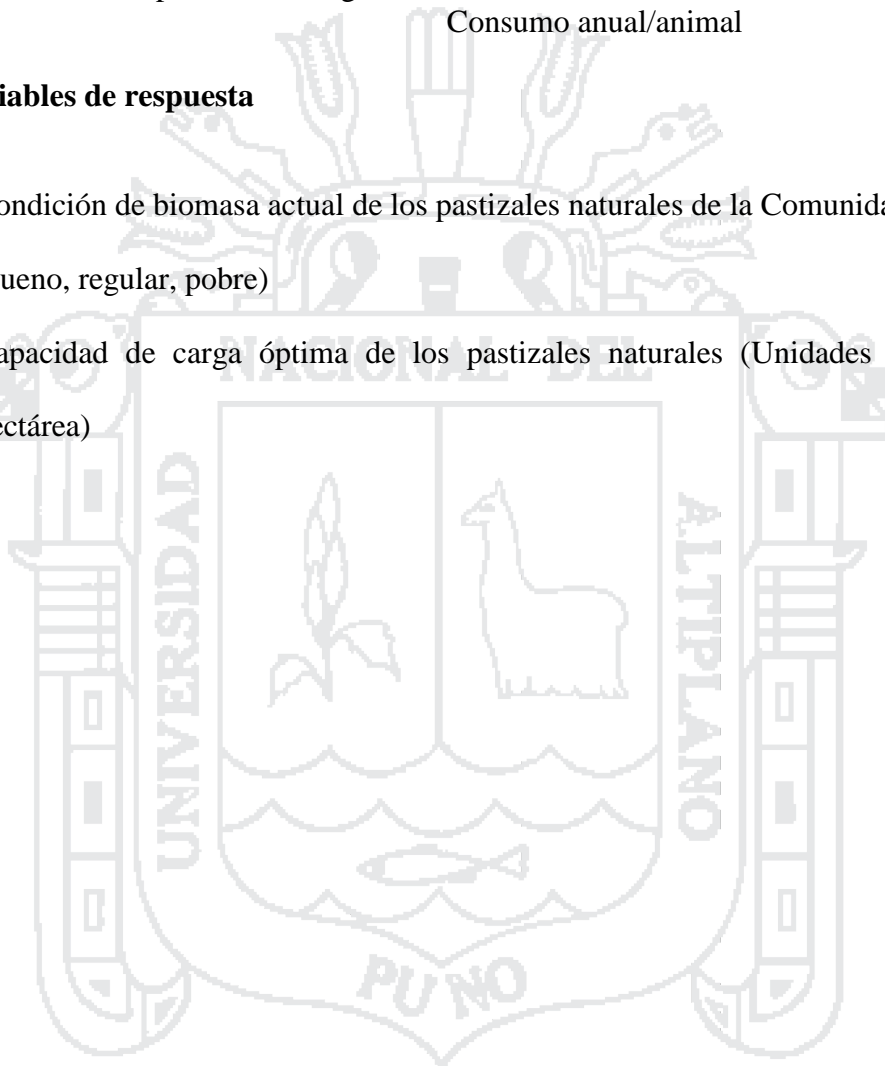 Consumo anual/animal
iables de respuesta
ondición de biomasa actual de los pastizales naturales de la Comunida
ueno, regular, pobre)
apacidad de carga óptima de los pastizales naturales (Unidades
ectárea)
NACIONAL DEL
UNIVERSIDAD
ALTIPLANO
PUNO